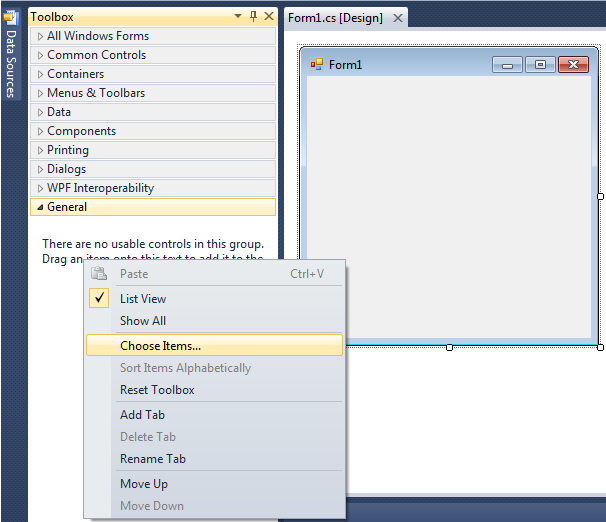 Data Sources
Toolbox
All Windows Forms
Common Controls
Containers
Menus & Toolbars
Data
Components
Printing
Dialogs
WPF Interoperability
General
There are no usable controls in this group.
Drag an item onto this text to add it to the
Paste Ctrl+V
List View
Show All
Choose Items...
Sort Items Alphabetically
Reset Toolbox
Add Tab
Delete Tab
Rename Tab
Move Up
Move Down
Form1.cs [Design]
Form1